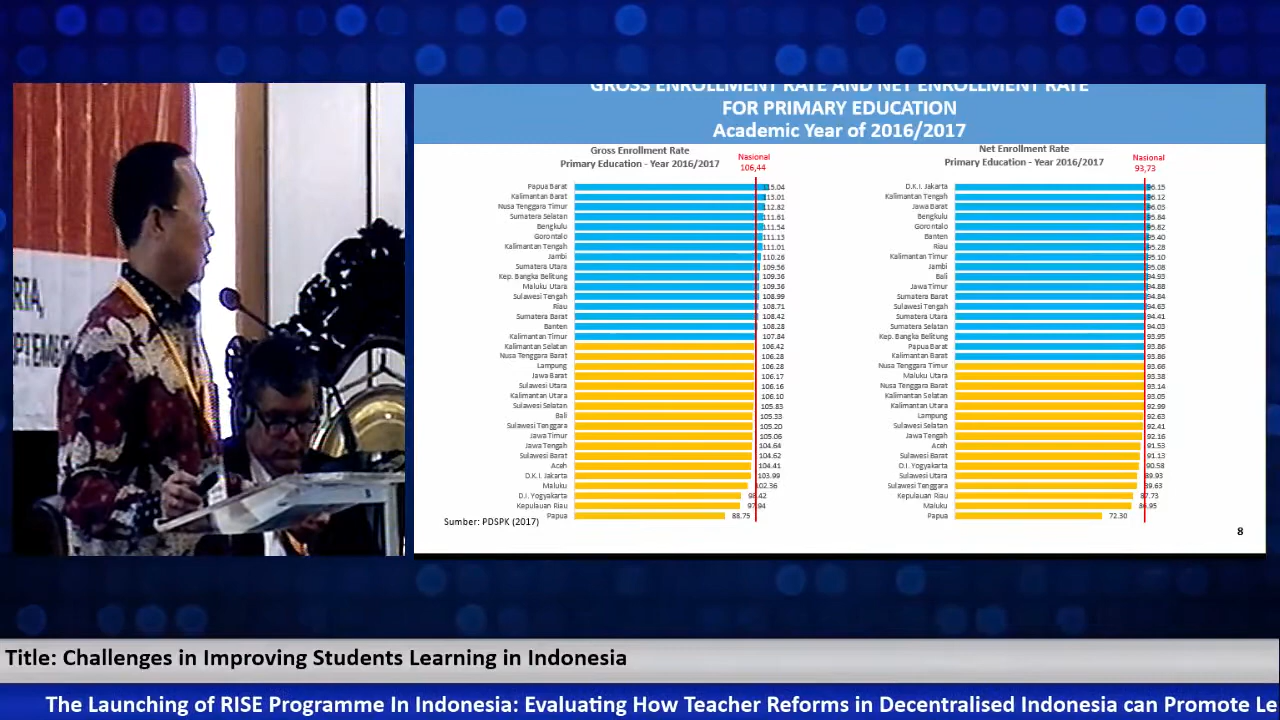 GROSS ENROLLMENT RATE AND NET ENROLLMENT RATE
FOR PRIMARY EDUCATION
Academic Year of 2016/2017
Gross Enrollment Rate
Primary Education - Year 2016/2017
Nasional
106,44
Papua Barat 115.04
Kalimantan Barat 113.01
Nusa Tenggara Timur 112.82
Sumatera Selatan 111.61
Bengkulu 111.54
Gorontalo 111.13
Kalimantan Tengah 111.01
Jambi 110.26
Sumatera Utara 109.56
Kep. Bangka Belitung 109.36
Maluku Utara 109.36
Sulawesi Tengah 108.99
Riau 108.71
Sumatera Barat 108.42
Banten 108.28
Kalimantan Timur 107.84
Kalimantan Selatan 106.42
Nusa Tenggara Barat 106.28
Lampung 106.28
Jawa Barat 106.17
Sulawesi Utara 106.16
Kalimantan Utara 106.10
Sulawesi Selatan 105.83
Bali 105.33
Sulawesi Tenggara 105.20
Jawa Timur 105.06
Jawa Tengah 104.64
Sulawesi Barat 104.62
Aceh 104.41
D.K.I. Jakarta 103.99
Maluku 102.36
D.I. Yogyakarta 98.42
Kepulauan Riau 97.94
Papua 88.75
Sumber: PDSPK (2017)
Net Enrollment Rate
Primary Education - Year 2016/2017
Nasional
93,73
D.K.I. Jakarta 96.15
Kalimantan Tengah 96.12
Jawa Barat 96.05
Bengkulu 95.84
Gorontalo 95.82
Banten 95.40
Riau 95.28
Kalimantan Timur 95.10
Jambi 95.08
Bali 94.93
Jawa Timur 94.88
Sumatera Barat 94.84
Sulawesi Tengah 94.63
Sumatera Utara 94.41
Sumatera Selatan 94.03
Kep. Bangka Belitung 93.95
Papua Barat 93.86
Kalimantan Barat 93.86
Nusa Tenggara Timur 93.66
Maluku Utara 93.38
Nusa Tenggara Barat 93.14
Kalimantan Selatan 93.05
Kalimantan Utara 92.99
Lampung 92.63
Sulawesi Selatan 92.41
Jawa Tengah 92.16
Aceh 91.53
Sulawesi Barat 91.13
D.I. Yogyakarta 90.58
Sulawesi Utara 89.93
Sulawesi Tenggara 89.63
Kepulauan Riau 87.73
Maluku 86.95
Papua 72.30
8
Title: Challenges in Improving Students Learning in Indonesia
The Launching of RISE Programme In Indonesia: Evaluating How Teacher Reforms in Decentralised Indonesia can Promote Le